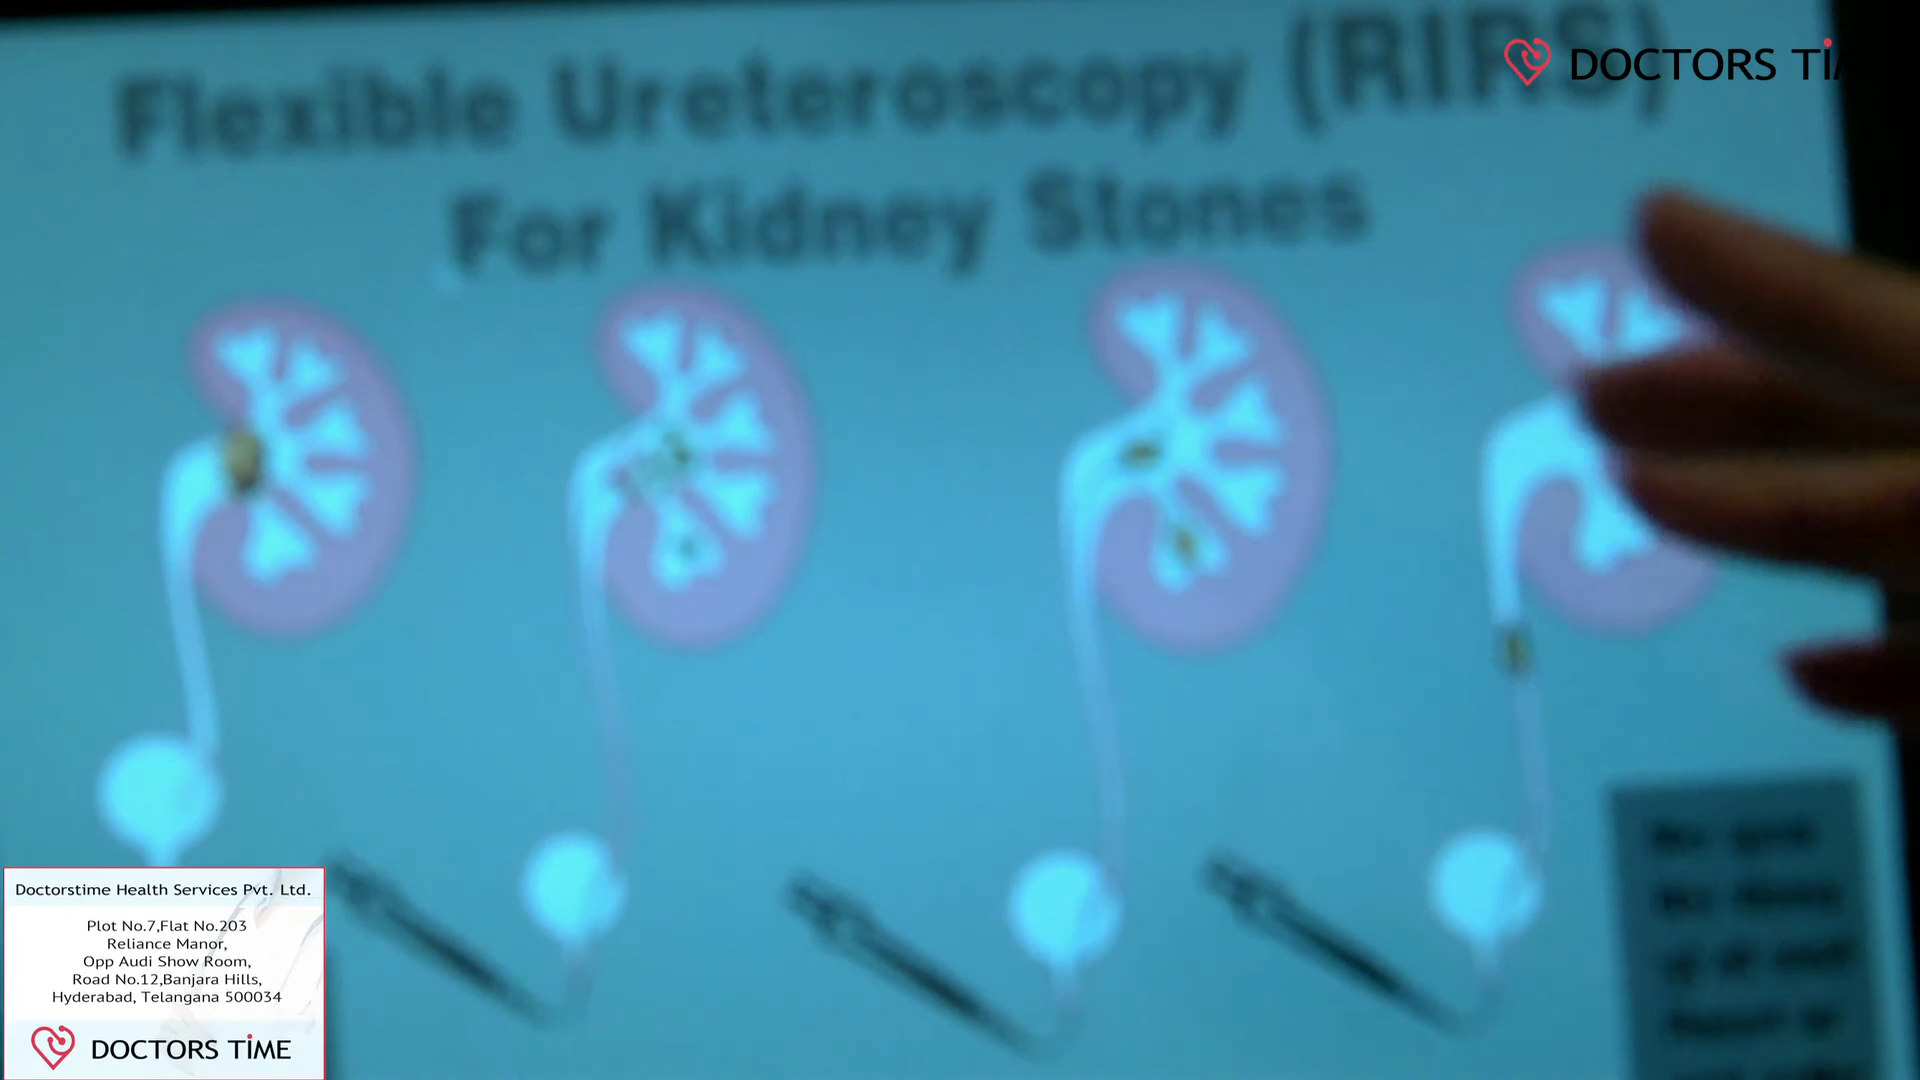 Flexible Ureteroscopy (RIRS)
For Kidney Stones
DOCTORS TI
Doctorstime Health Services Pvt. Ltd.
Plot No.7,Flat No.203
Reliance Manor,
Opp Audi Show Room,
Road No.12,Banjara Hills,
Hyderabad, Telangana 500034
DOCTORS TiME